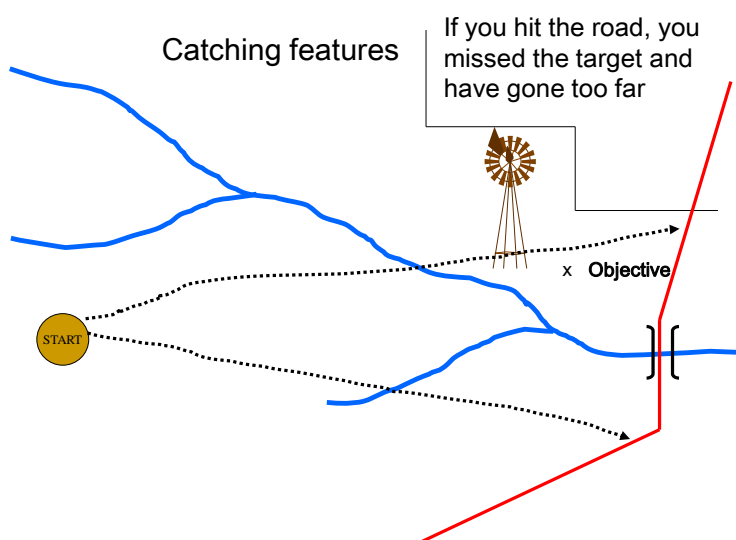 Catching features
If you hit the road, you
missed the target and
have gone too far
x Objective
START